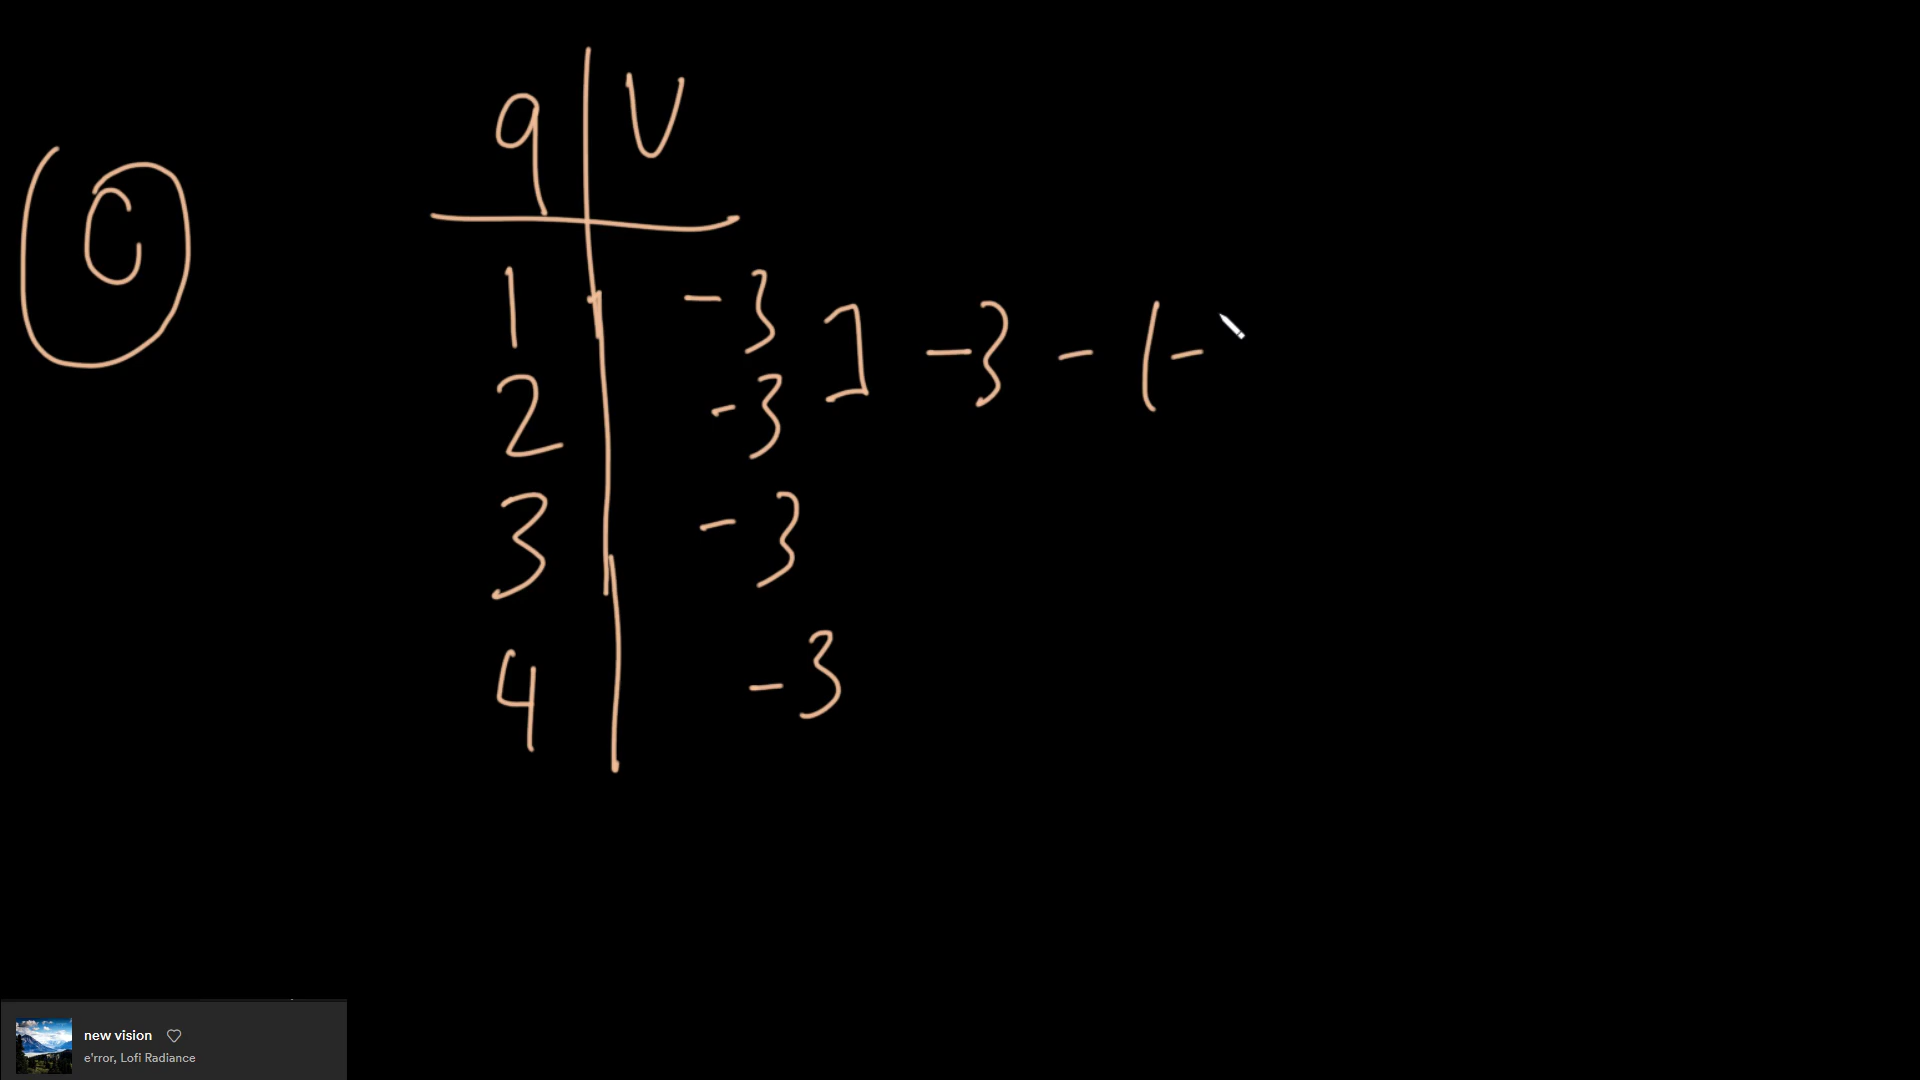 C
q V
1 -3
] -3 - (-
2 -3
3 -3
4 -3
new vision
e'rror, Lofi Radiance